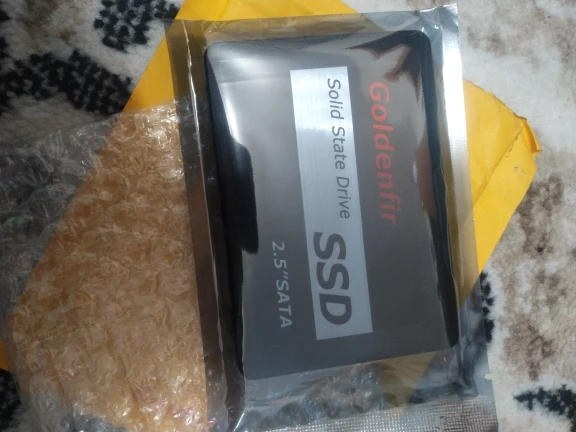 Goldenfir
Solid State Drive
SSD
2.5"SATA